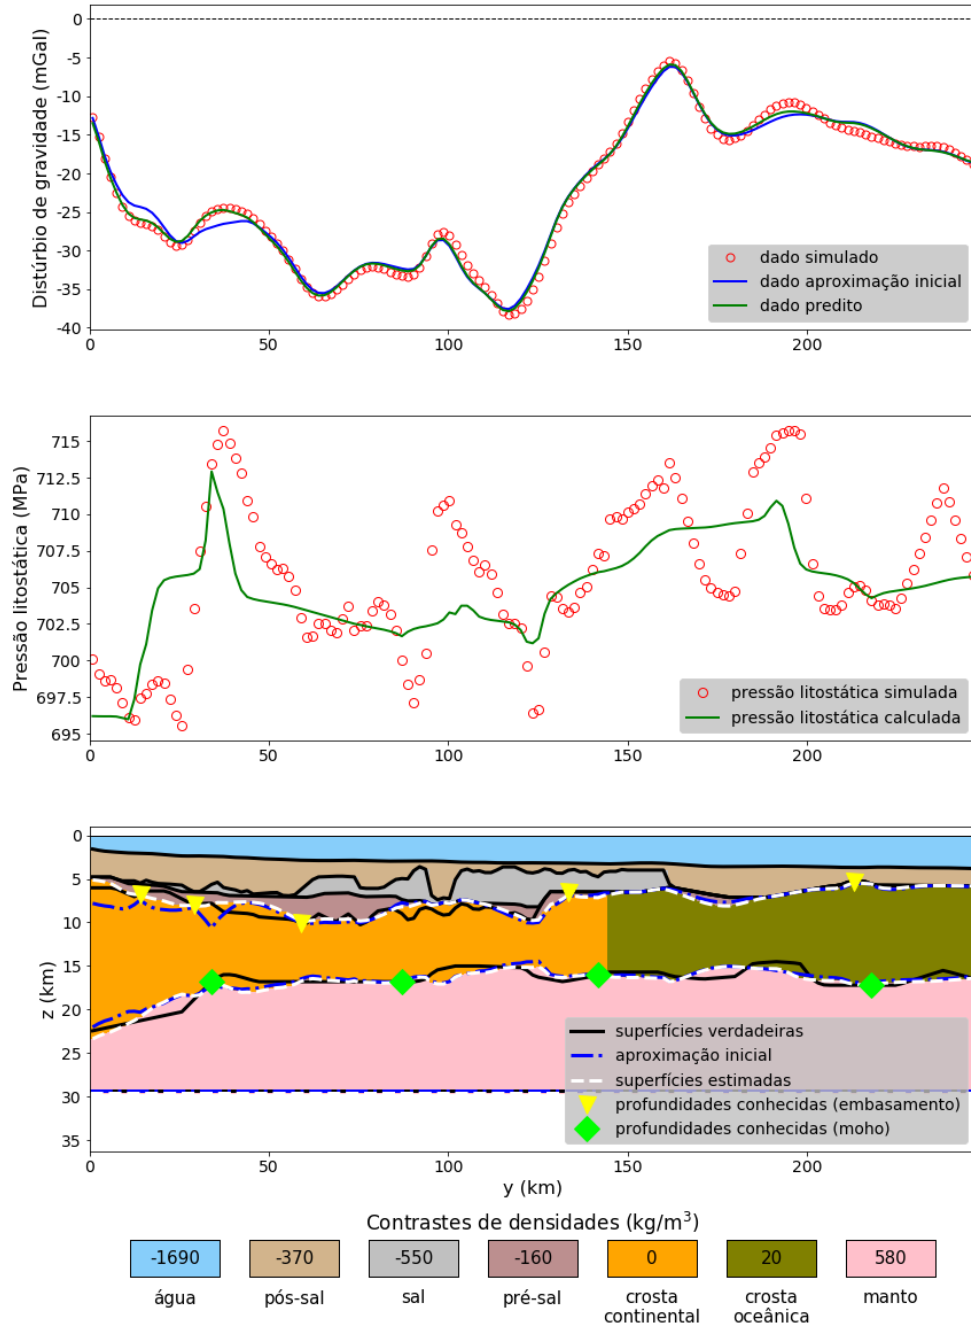 0
-5
-10
-15
-20
-25
-30
-35
-40
Distúrbio de gravidade (mGal)
dado simulado
dado aproximação inicial
dado predito
0 50 100 150 200
715
712.5
710
707.5
705
702.5
700
697.5
695
Pressão litostática (MPa)
pressão litostática simulada
pressão litostática calculada
0 50 100 150 200
0
5
10
15
20
25
30
35
z (km)
superfícies verdadeiras
aproximação inicial
superfícies estimadas
profundidades conhecidas (embasamento)
profundidades conhecidas (moho)
0 50 100 150 200
y (km)
Contrastes de densidades (kg/m³)
-1690 -370 -550 -160 0 20 580
água pós-sal sal pré-sal crosta crosta manto
continental oceânica